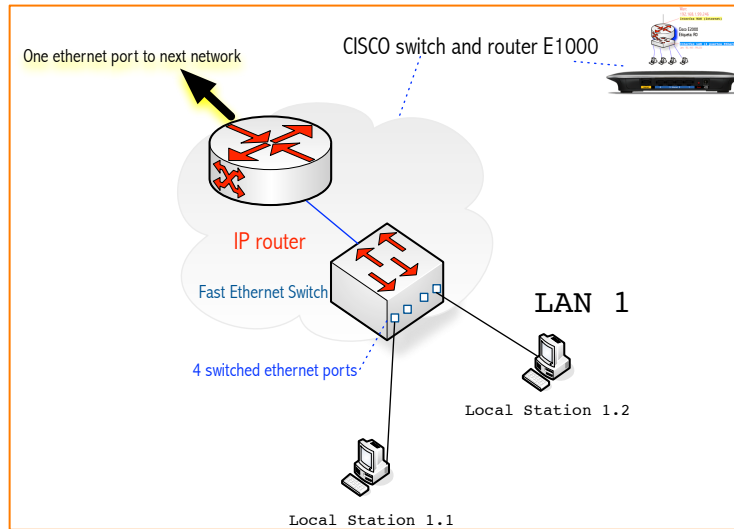 CISCO switch and router E1000
One ethernet port to next network
IP router
Fast Ethernet Switch
LAN 1
4 switched ethernet ports
Local Station 1.2
Local Station 1.1